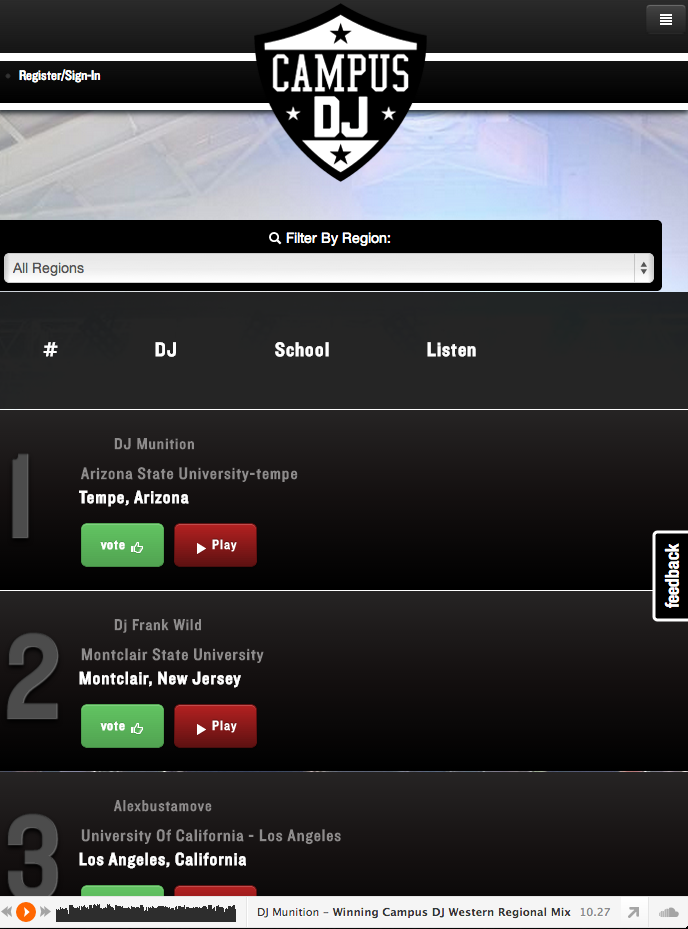 CAMPUS
DJ
Register/Sign-In
Filter By Region:
All Regions
# DJ School Listen
1
DJ Munition
Arizona State University-tempe
Tempe, Arizona
vote Play
feedback
2
Dj Frank Wild
Montclair State University
Montclair, New Jersey
vote Play
3
Alexbustamove
University Of California - Los Angeles
Los Angeles, California
DJ Munition – Winning Campus DJ Western Regional Mix 10.27